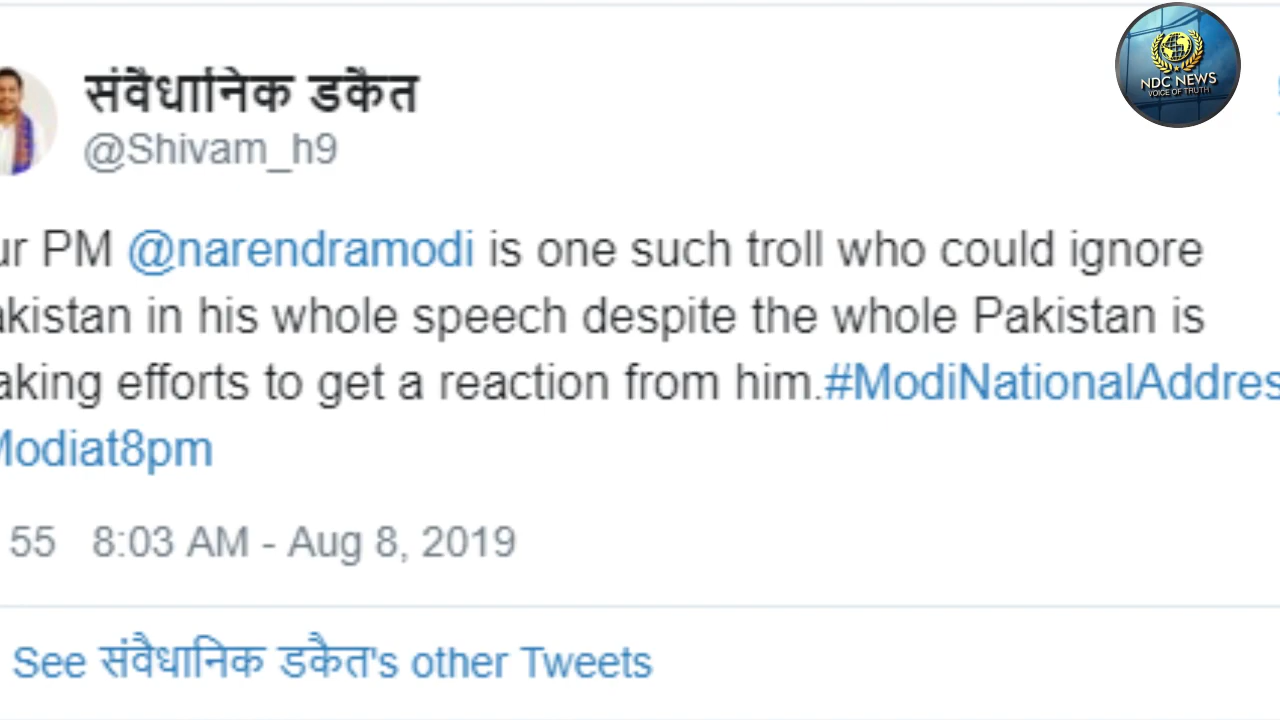 संवैधानिक डकैत
@Shivam_h9
NDC NEWS
VOICE OF TRUTH
ur PM @narendramodi is one such troll who could ignore
akistan in his whole speech despite the whole Pakistan is
aking efforts to get a reaction from him.#ModiNationalAddres
Modiat8pm
55 8:03 AM - Aug 8, 2019
See संवैधानिक डकैत's other Tweets